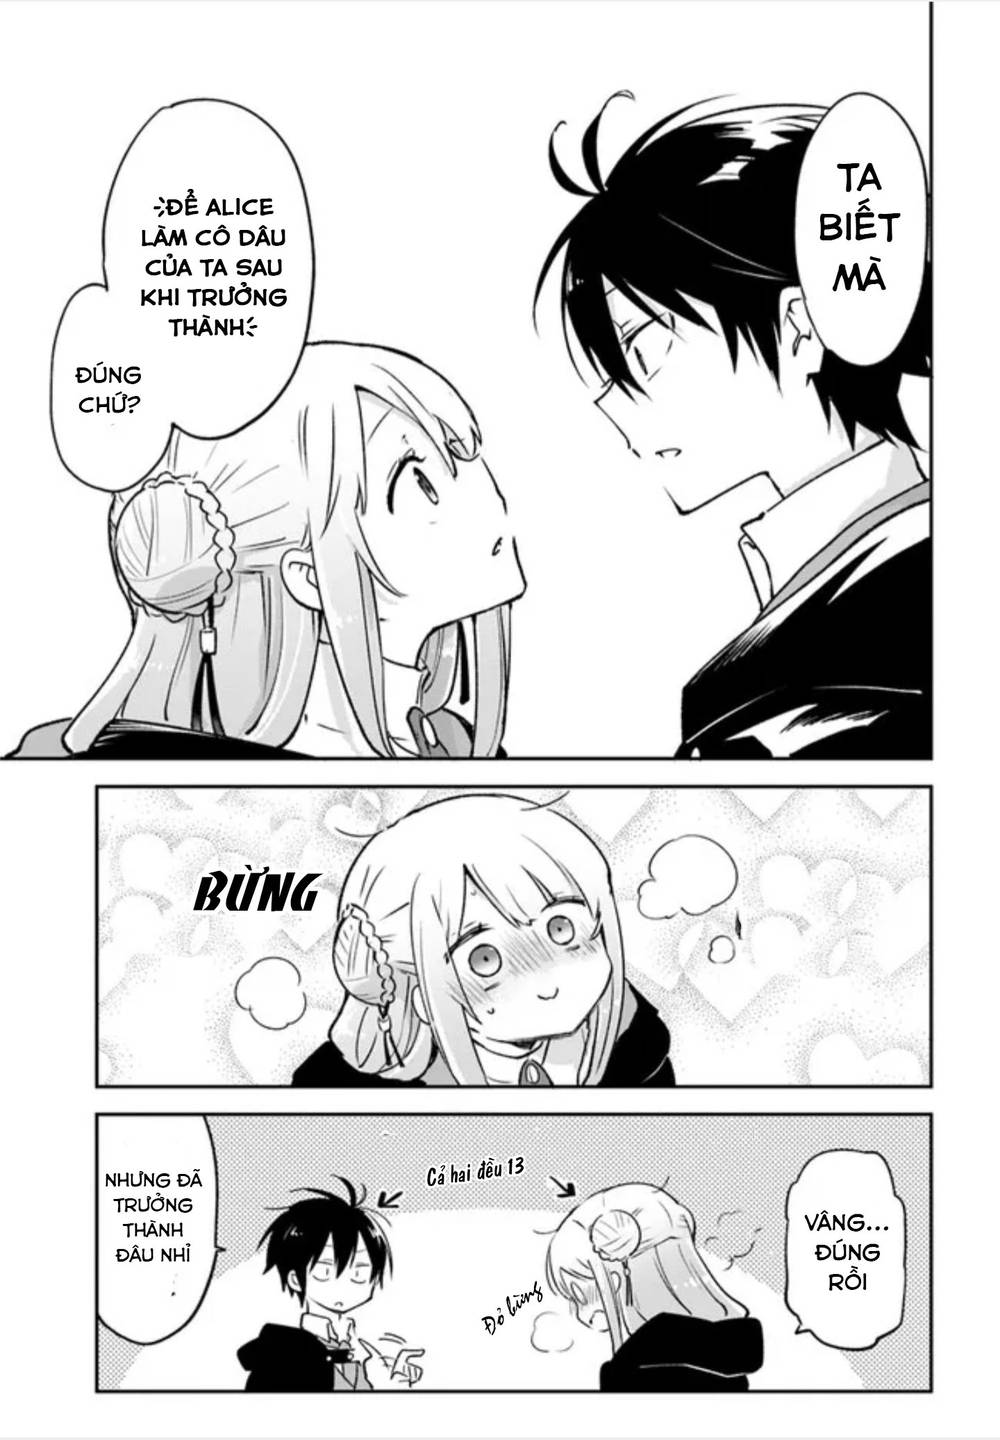 TA
BIẾT
MÀ
ĐỂ ALICE
LÀM CÔ DÂU
CỦA TA SAU
KHI TRƯỞNG
THÀNH
ĐÚNG
CHỨ?
BỪNG
VÂNG...
ĐÚNG
RỒI
Cả hai đều 13
Đỏ bừng
NHƯNG ĐÃ
TRƯỞNG
THÀNH
ĐÂU NHỈ